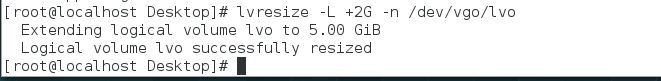 [root@localhost Desktop]# lvresize -L +2G -n /dev/vgo/lvo
Extending logical volume lvo to 5.00 GiB
Logical volume lvo successfully resized
[root@localhost Desktop]#